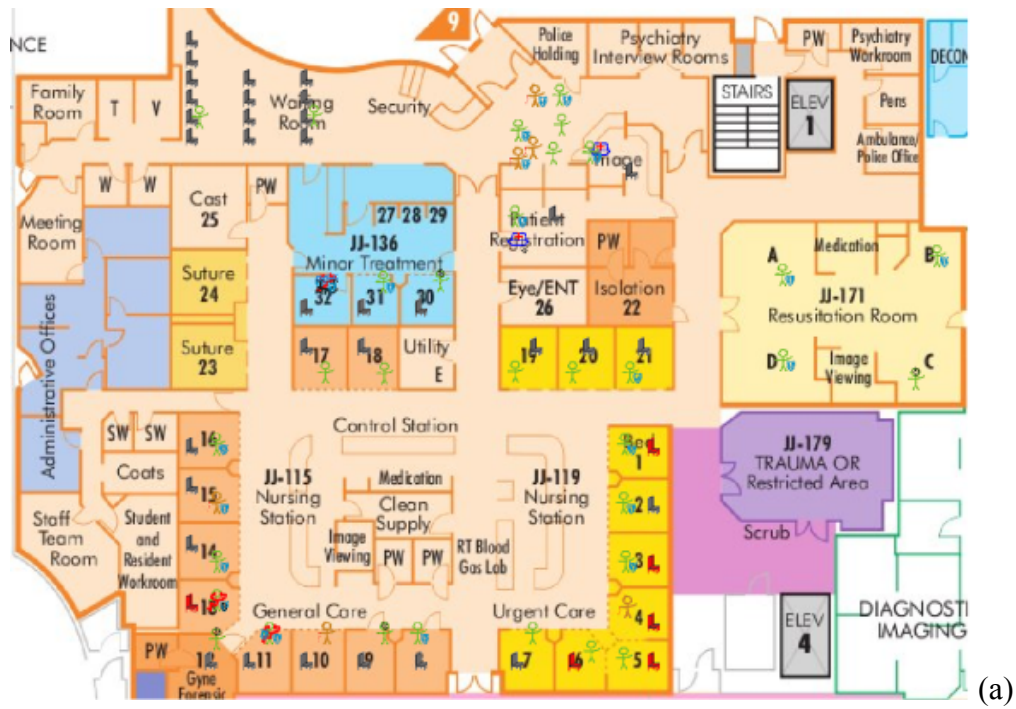 9
NCE
Police
Holding
Psychiatry
Interview Rooms
PW
Psychiatry
Workroom
DECON
Family
Room
T
V
Waiting
Room
Security
STAIRS
ELEV
1
Pens
Ambulance/
Police Office
W
W
Cast
25
PW
27 28 29
JJ-136
Minor Treatment
32
31
30
Meeting
Room
Patient
Registration
PW
Eye/ENT
26
Isolation
22
A
Medication
B
JJ-171
Resusitation Room
D
Image
Viewing
C
Suture
24
Suture
23
17
18
Utility
E
19
20
21
Administrative Offices
SW
SW
Coats
Control Station
16
15
14
JJ-115
Nursing
Station
Medication
Clean
Supply
Image
Viewing
PW
PW
RT Blood
Gas Lab
JJ-119
Nursing
Station
Bed
1
2
3
4
JJ-179
TRAUMA OR
Restricted Area
Scrub
Staff
Team
Room
Student
and
Resident
Workroom
General Care
Urgent Care
PW
11
10
9
7
6
5
Gyne
Forensic
ELEV
4
DIAGNOSTI
IMAGING
(a)